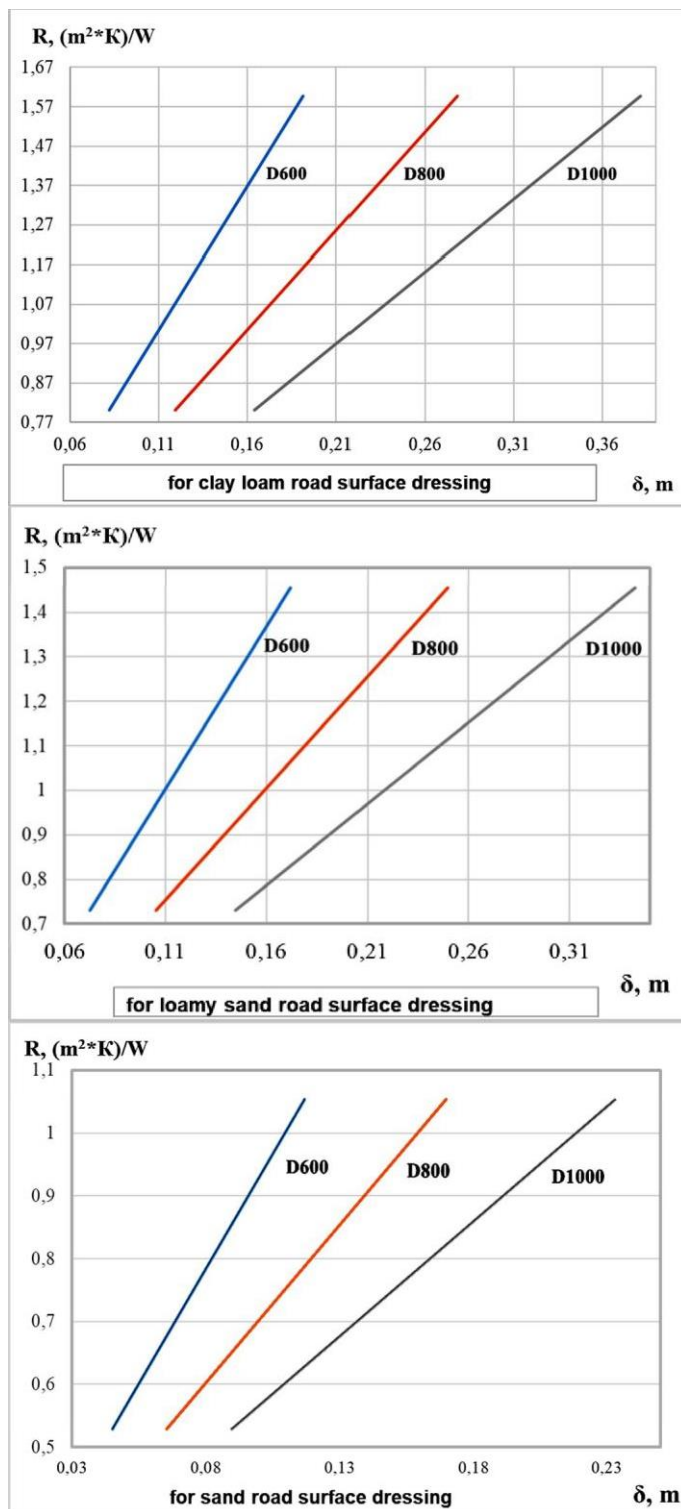 R, (m²*K)/W
1,67
1,57
1,47
D600 D800 D1000
1,37
1,27
1,17
1,07
0,97
0,87
0,77
0,06 0,11 0,16 0,21 0,26 0,31 0,36
for clay loam road surface dressing δ, m
R, (m²*K)/W
1,5
1,4
D600 D800 D1000
1,3
1,2
1,1
1
0,9
0,8
0,7
0,06 0,11 0,16 0,21 0,26 0,31
δ, m
for loamy sand road surface dressing
R, (m²*K)/W
1,1
1
D600 D800 D1000
0,9
0,8
0,7
0,6
0,5
0,03 0,08 0,13 0,18 0,23
for sand road surface dressing δ, m